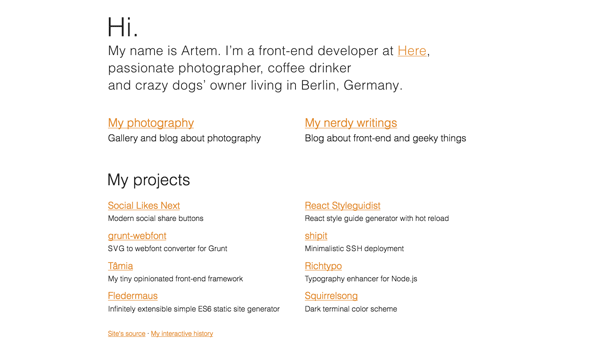 Hi.
My name is Artem. I'm a front-end developer at Here,
passionate photographer, coffee drinker
and crazy dogs' owner living in Berlin, Germany.
My photography
Gallery and blog about photography
My nerdy writings
Blog about front-end and geeky things
My projects
Social Likes Next
Modern social share buttons
React Styleguidist
React style guide generator with hot reload
grunt-webfont
SVG to webfont converter for Grunt
shipit
Minimalistic SSH deployment
Tâmia
My tiny opinionated front-end framework
Richtypo
Typography enhancer for Node.js
Fledermaus
Infinitely extensible simple ES6 static site generator
Squirrelsong
Dark terminal color scheme
Site's source · My interactive history